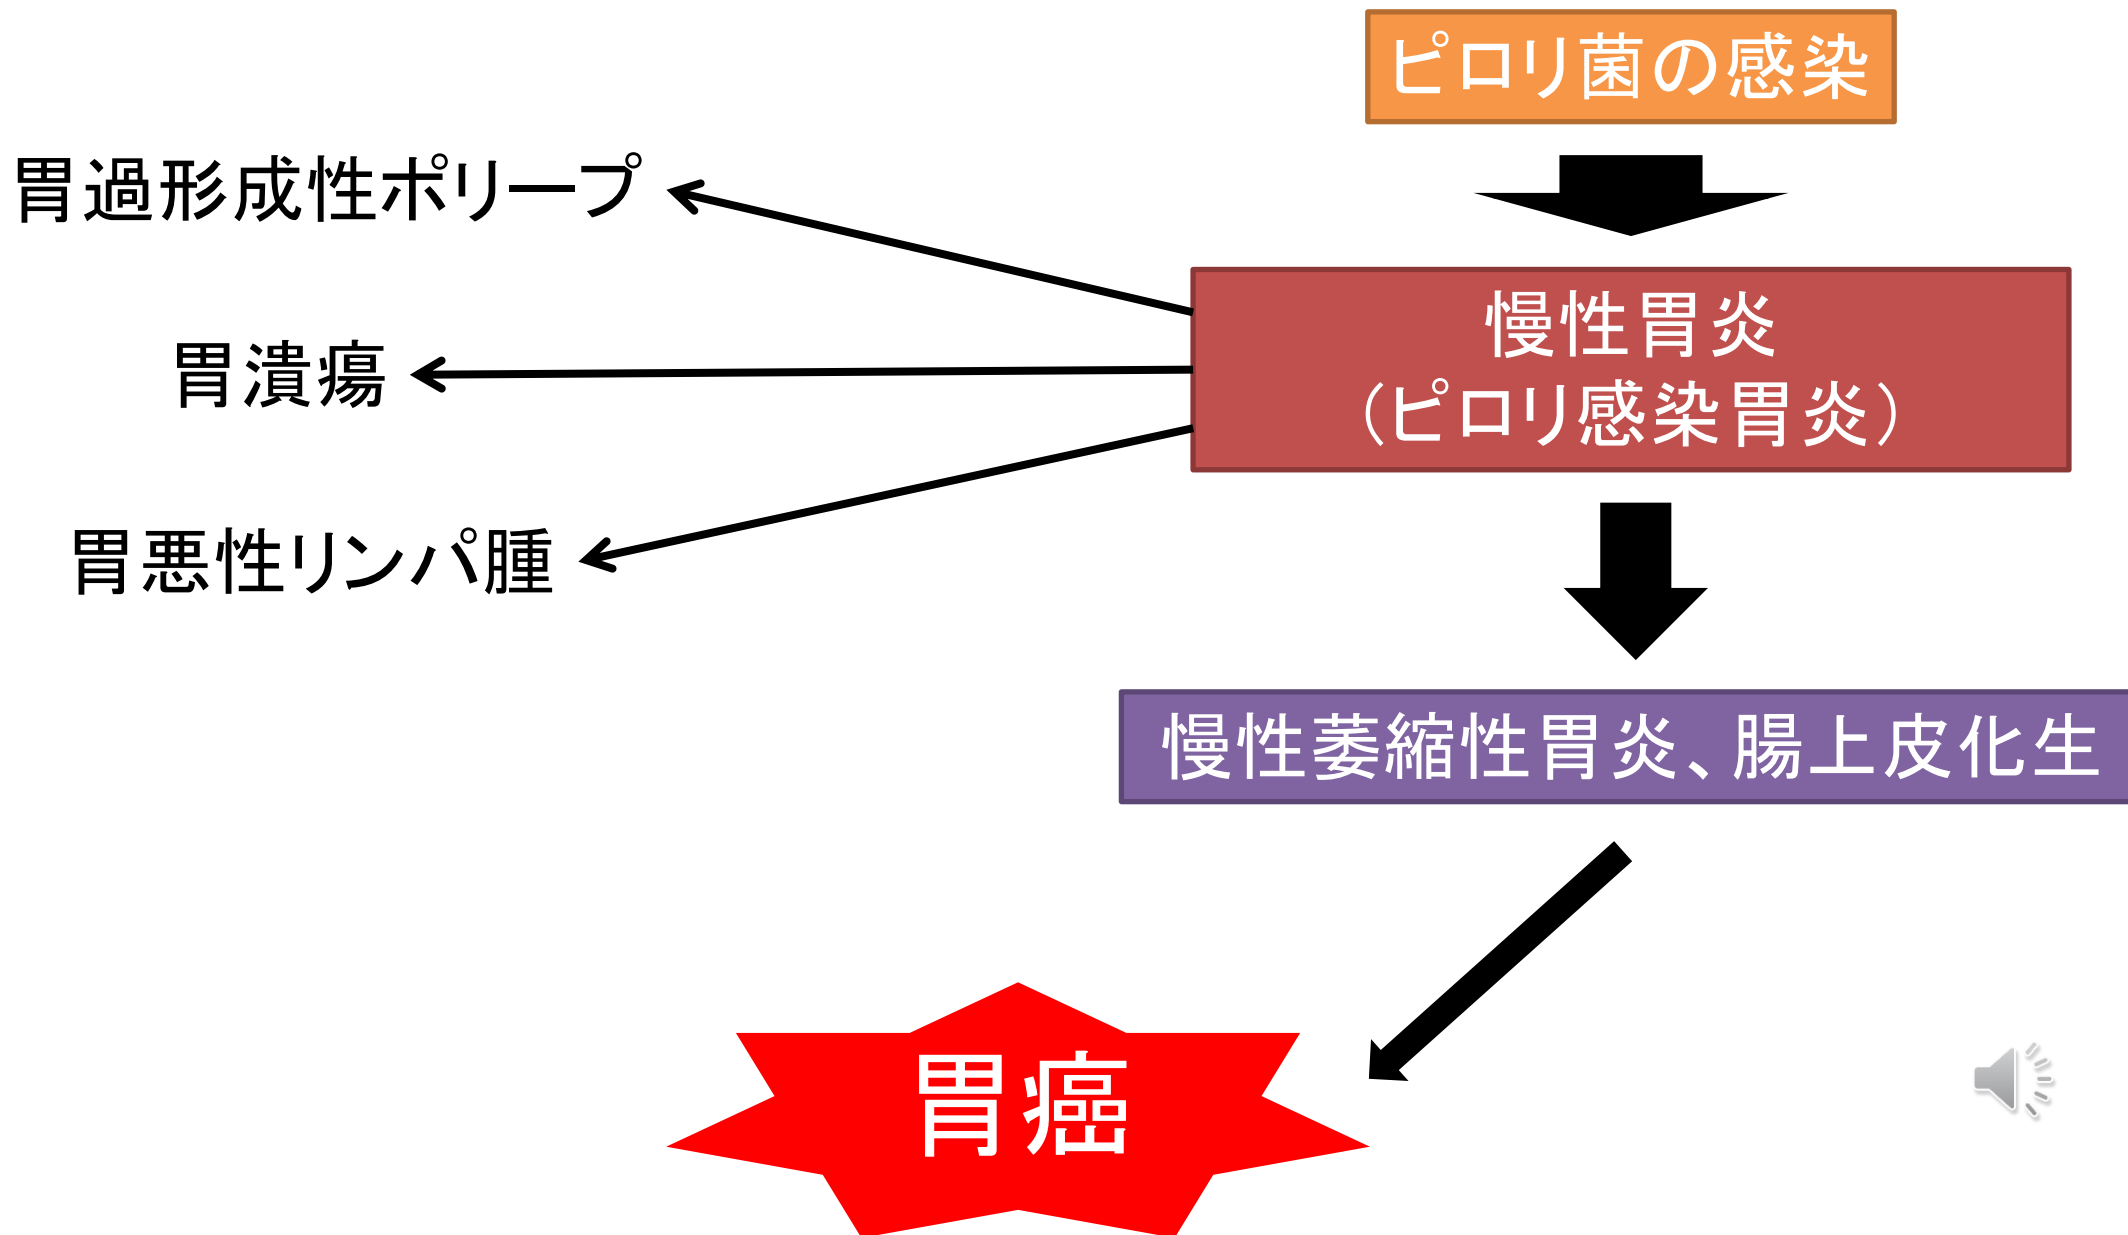 ピロリ菌の感染
胃過形成性ポリープ
慢性胃炎
（ピロリ感染胃炎）
胃潰瘍
胃悪性リンパ腫
慢性萎縮性胃炎、腸上皮化生
胃癌